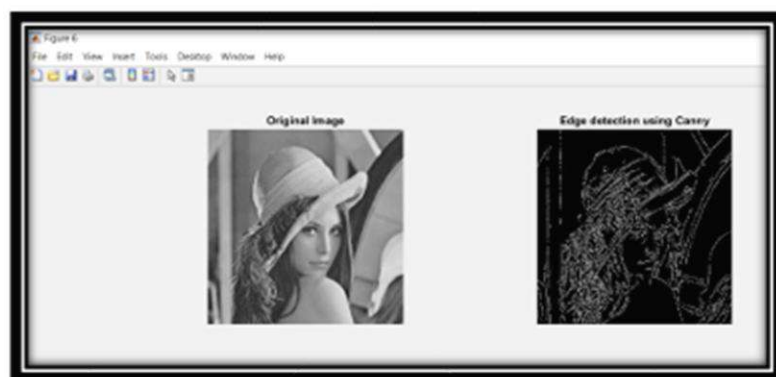 Figure 6
File Edit View Insert Tools Desktop Window Help
Original Image
Edge detection using Canny